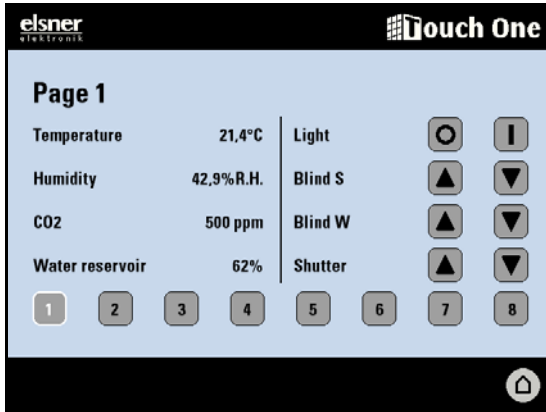 elsner
elektronik
Touch One
Page 1
Temperature 21,4°C Light
Humidity 42,9%R.H. Blind S
CO2 500 ppm Blind W
Water reservoir 62% Shutter
1 2 3 4 5 6 7 8